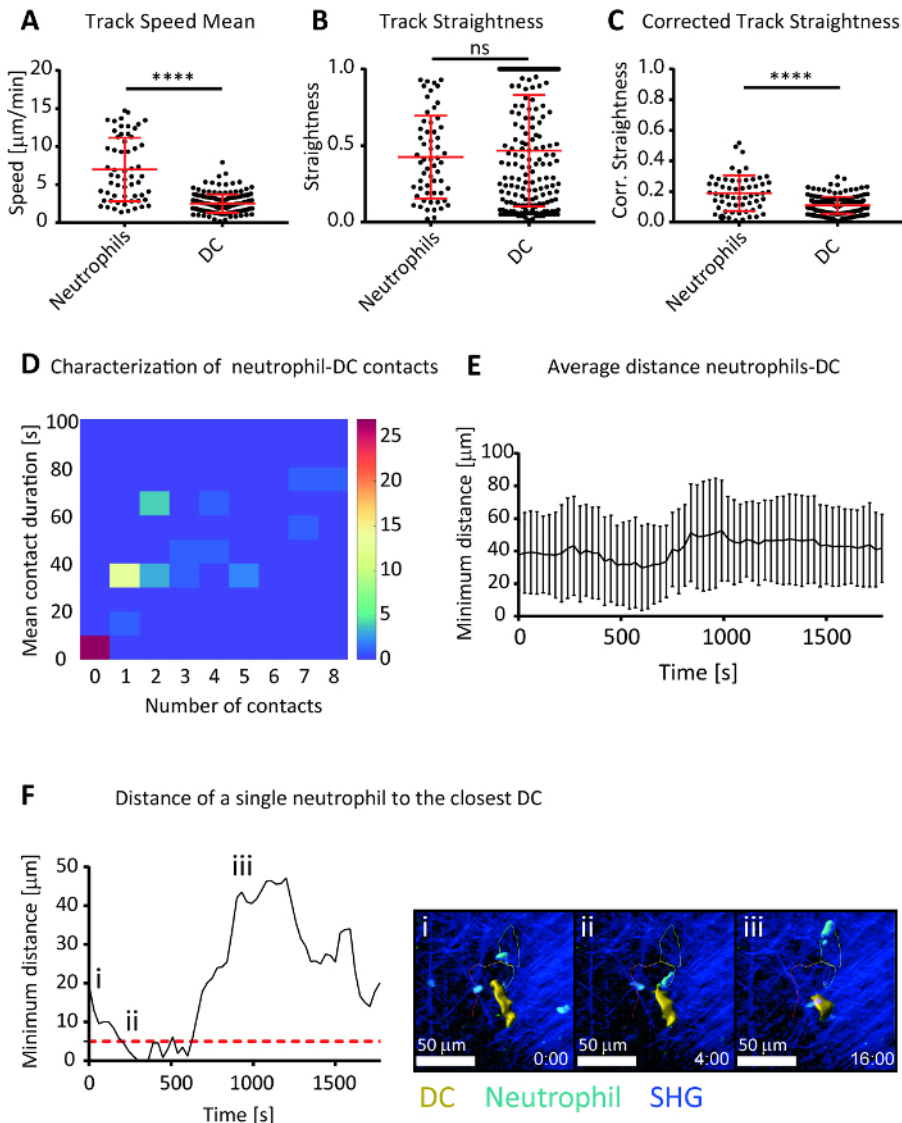 A Track Speed Mean
B Track Straightness
C Corrected Track Straightness
Speed [µm/min]
20
15
10
5
0
****
Neutrophils
DC
Straightness
1.0
0.5
0.0
ns
Neutrophils
DC
Corr. Straightness
1.0
0.8
0.6
0.4
0.2
0.0
****
Neutrophils
DC
D Characterization of neutrophil-DC contacts
Mean contact duration [s]
100
80
60
40
20
0
0 1 2 3 4 5 6 7 8
Number of contacts
25
20
15
10
5
0
E Average distance neutrophils-DC
Minimum distance [µm]
100
80
60
40
20
0
0 500 1000 1500
Time [s]
F Distance of a single neutrophil to the closest DC
Minimum distance [µm]
50
40
30
20
10
0
i
ii
iii
0 500 1000 1500
Time [s]
i
50 µm
0:00
ii
50 µm
4:00
iii
50 µm
16:00
DC Neutrophil SHG